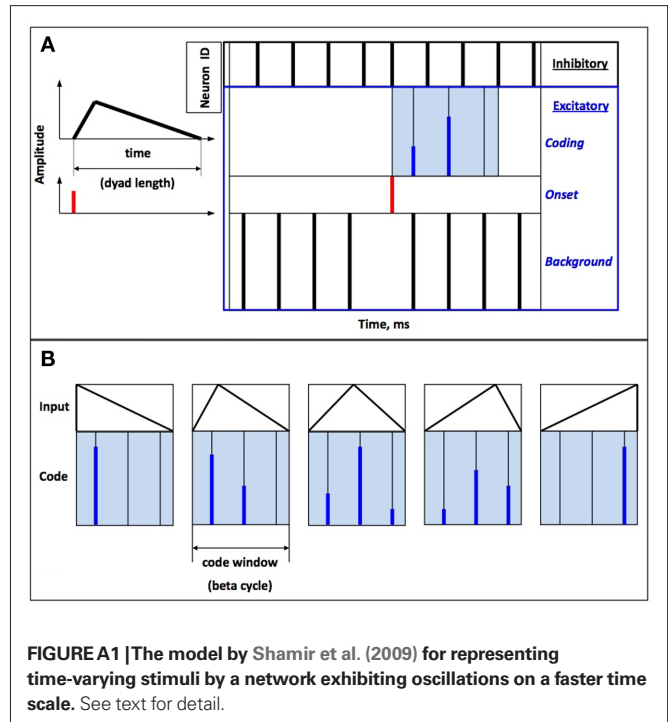 A
Neuron ID
Inhibitory
Excitatory
Coding
Amplitude
time
(dyad length)
Onset
Background
Time, ms
B
Input
Code
code window
(beta cycle)
FIGURE A1 | The model by Shamir et al. (2009) for representing
time-varying stimuli by a network exhibiting oscillations on a faster time
scale. See text for detail.